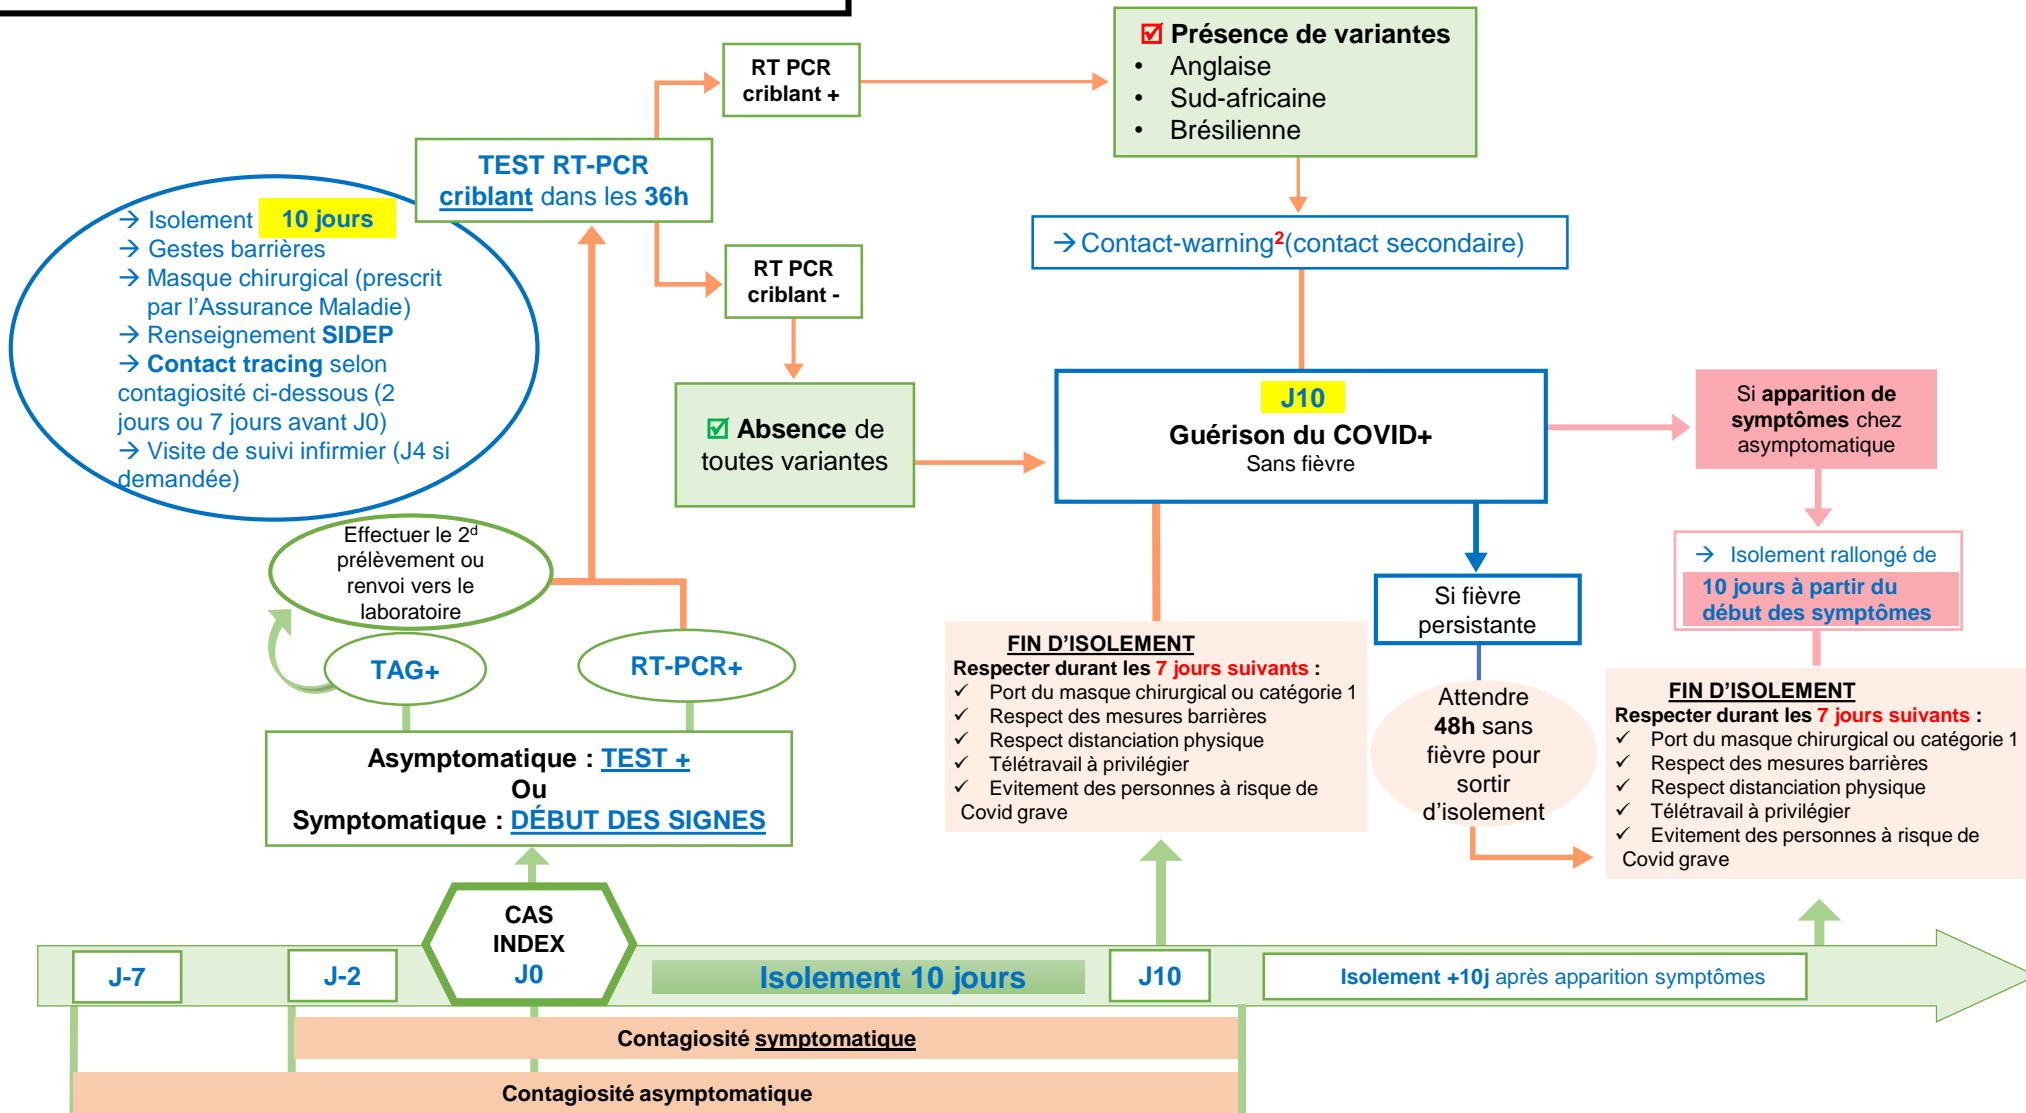 RT PCR
criblant +
☑ Présence de variantes
• Anglaise
• Sud-africaine
• Brésilienne
TEST RT-PCR
criblant dans les 36h
→ Isolement 10 jours
→ Gestes barrières
→ Masque chirurgical (prescrit
par l'Assurance Maladie)
→ Renseignement SIDEP
→ Contact tracing selon
contagiosité ci-dessous (2
jours ou 7 jours avant J0)
→ Visite de suivi infirmier (J4 si
demandée)
RT PCR
criblant -
→ Contact-warning²(contact secondaire)
☑ Absence de
toutes variantes
J10
Guérison du COVID+
Sans fièvre
Si apparition de
symptômes chez
asymptomatique
→ Isolement rallongé de
10 jours à partir du
début des symptômes
Effectuer le 2ᵈ
prélèvement ou
renvoi vers le
laboratoire
TAG+
RT-PCR+
Si fièvre
persistante
Attendre
48h sans
fièvre pour
sortir
d'isolement
FIN D'ISOLEMENT
Respecter durant les 7 jours suivants :
✓ Port du masque chirurgical ou catégorie 1
✓ Respect des mesures barrières
✓ Respect distanciation physique
✓ Télétravail à privilégier
✓ Evitement des personnes à risque de
Covid grave
FIN D'ISOLEMENT
Respecter durant les 7 jours suivants :
✓ Port du masque chirurgical ou catégorie 1
✓ Respect des mesures barrières
✓ Respect distanciation physique
✓ Télétravail à privilégier
✓ Evitement des personnes à risque de
Covid grave
Asymptomatique : TEST +
Ou
Symptomatique : DÉBUT DES SIGNES
CAS
INDEX
J0
J-7
J-2
Isolement 10 jours
J10
Isolement +10j après apparition symptômes
Contagiosité symptomatique
Contagiosité asymptomatique